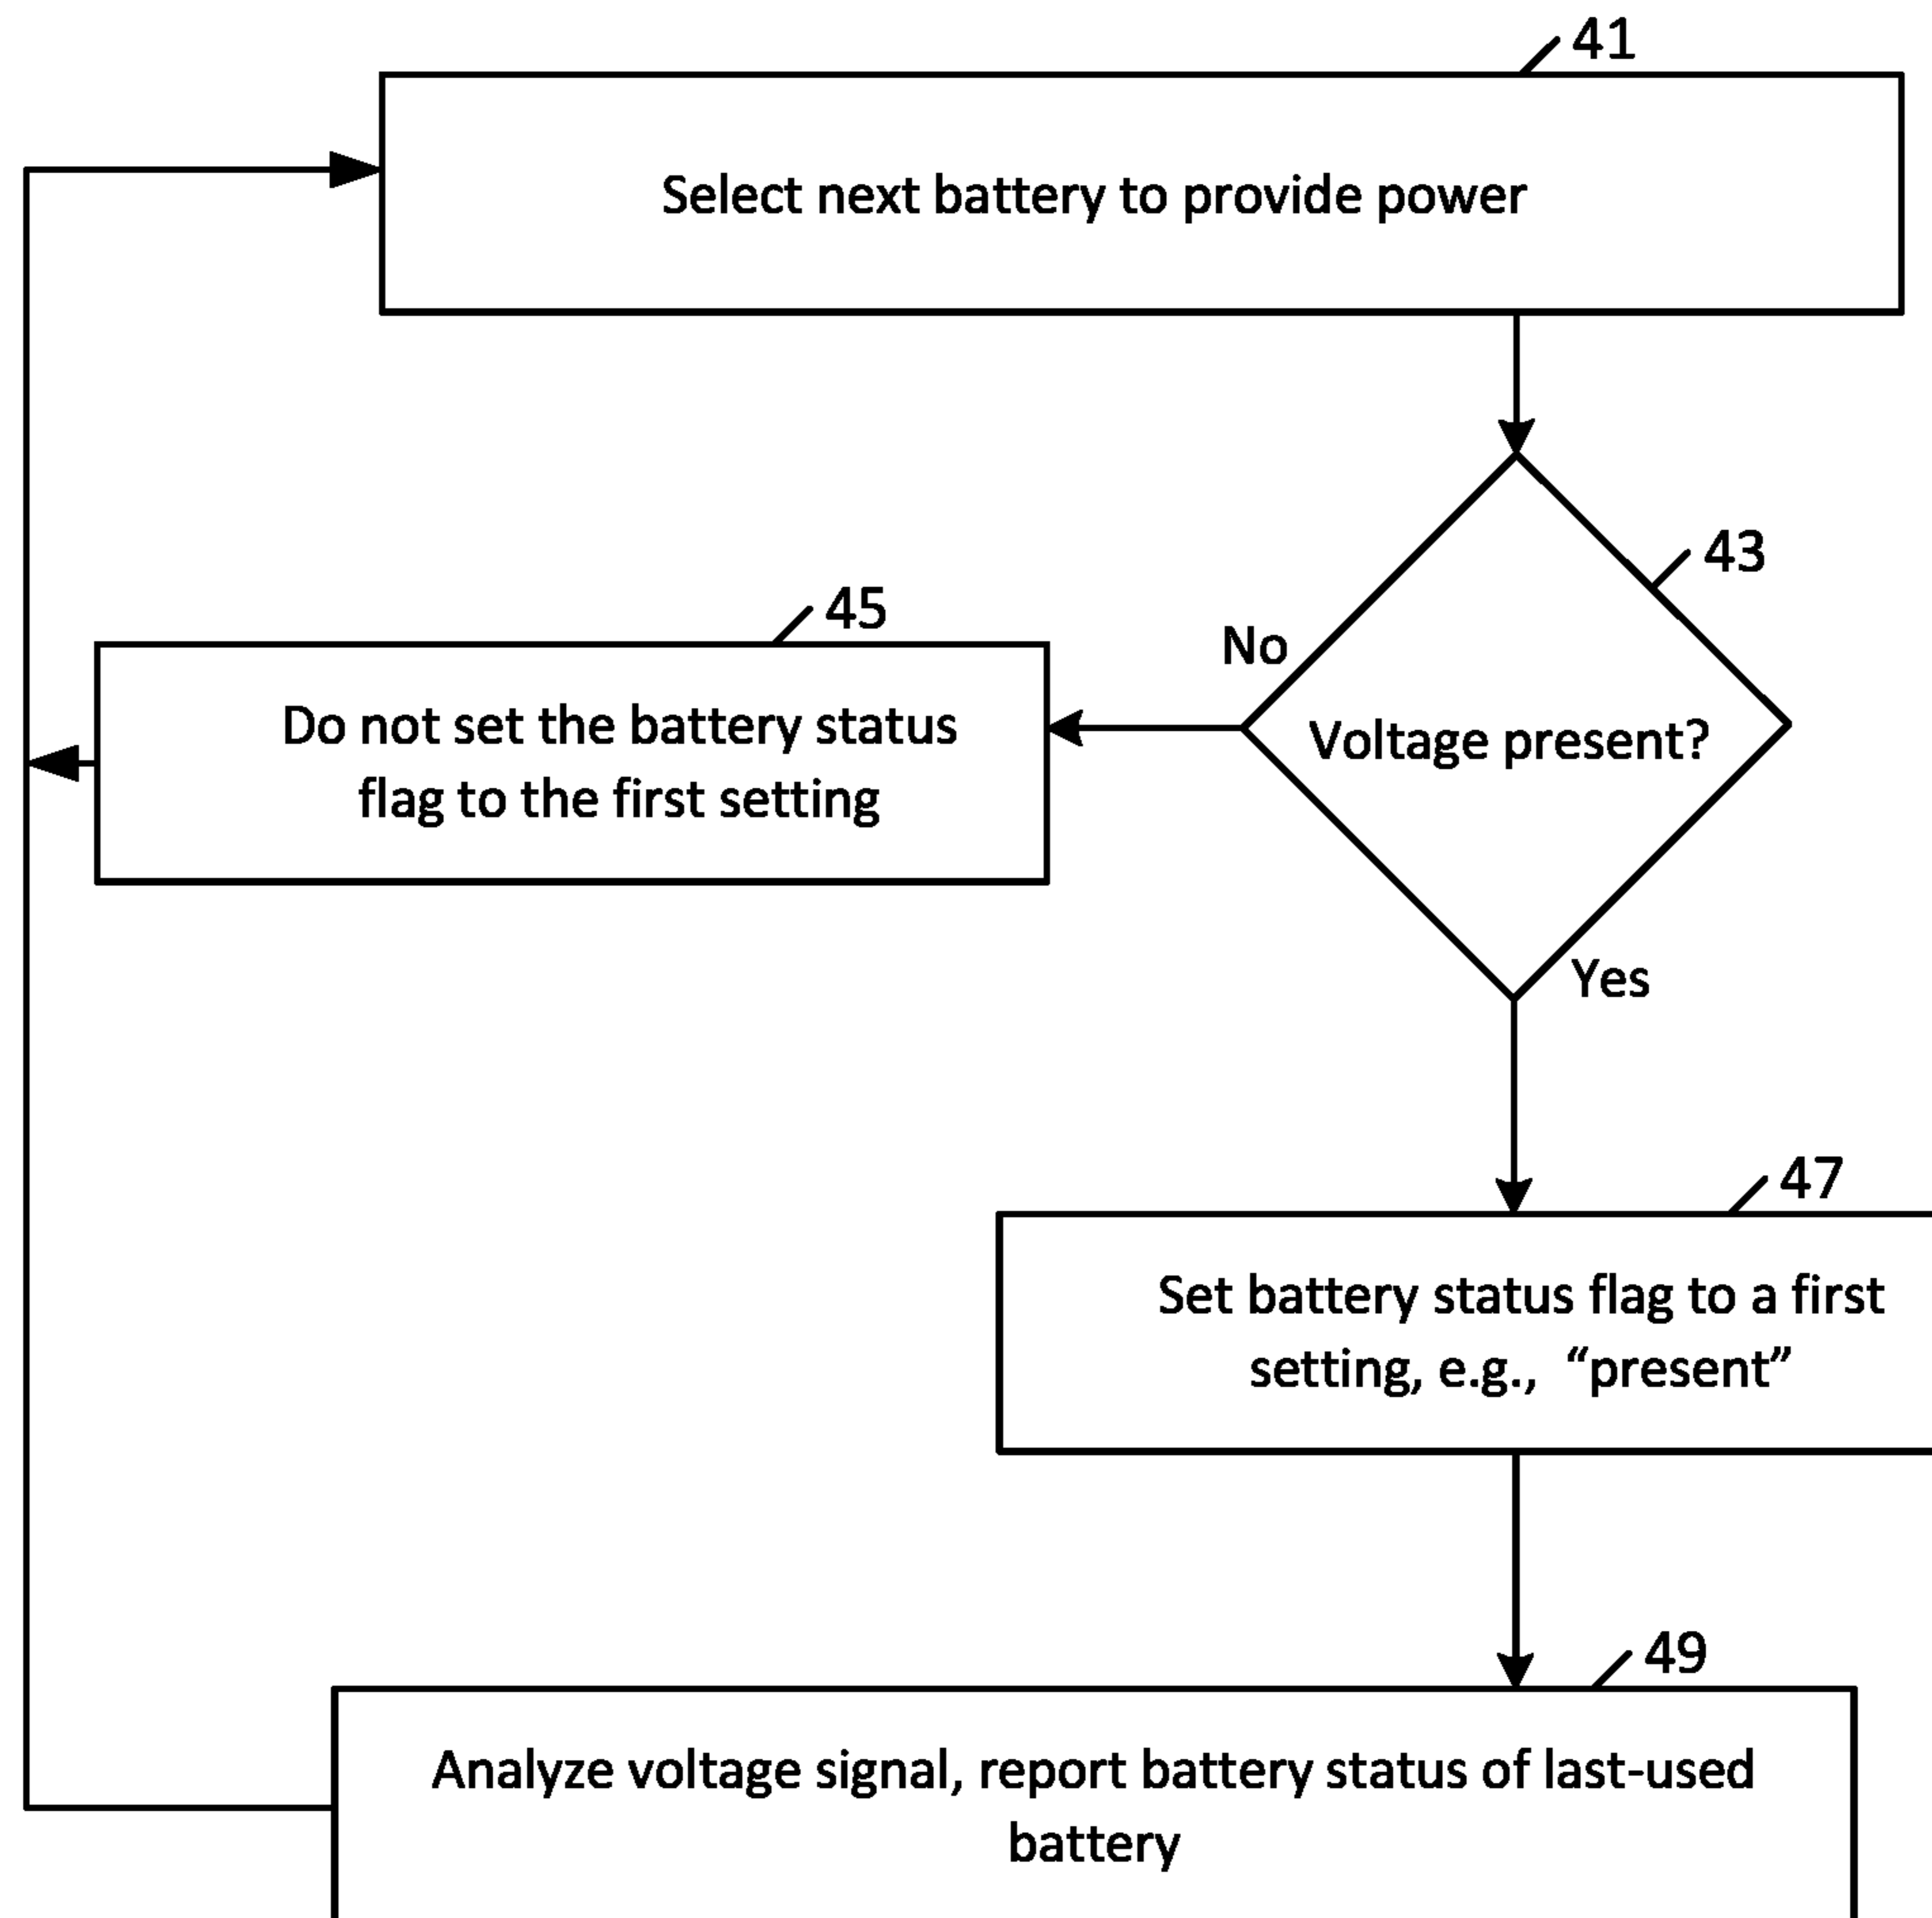 41
Select next battery to provide power
43
45
No
Do not set the battery status
flag to the first setting
Voltage present?
Yes
47
Set battery status flag to a first
setting, e.g., “present”
49
Analyze voltage signal, report battery status of last-used
battery